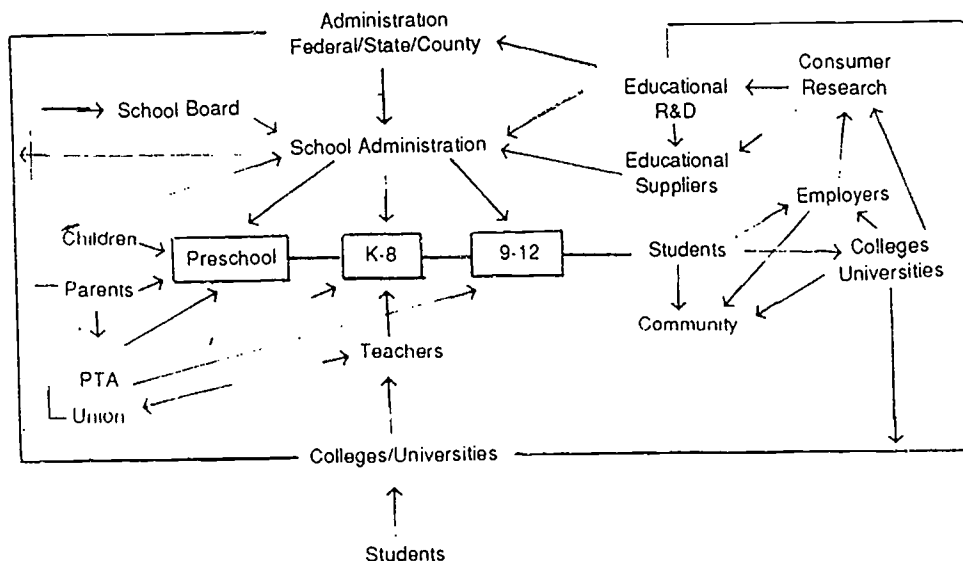 Administration
Federal/State/County
Consumer
Research
Educational
R&D
School Board
School Administration
Educational
Suppliers
Employers
Children
Preschool
K-8
9-12
Students
Colleges
Universities
Parents
Community
Teachers
PTA
Union
Colleges/Universities
Students